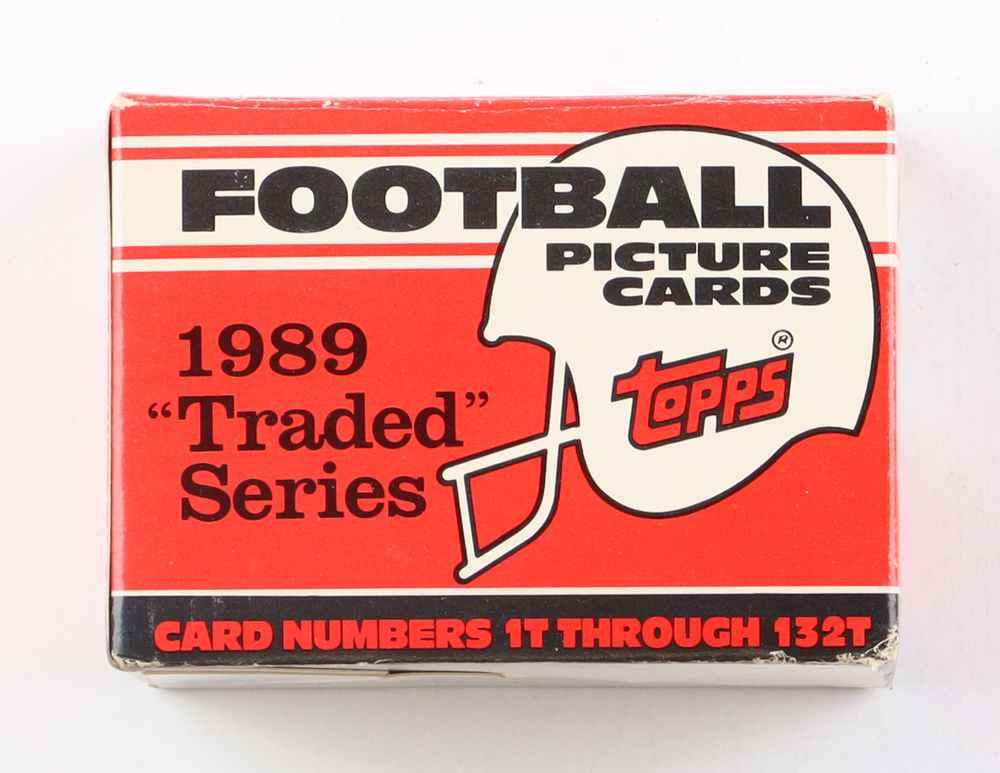 FOOTBALL
PICTURE
CARDS
1989
“Traded”
Series
topps®
CARD NUMBERS 1T THROUGH 132T